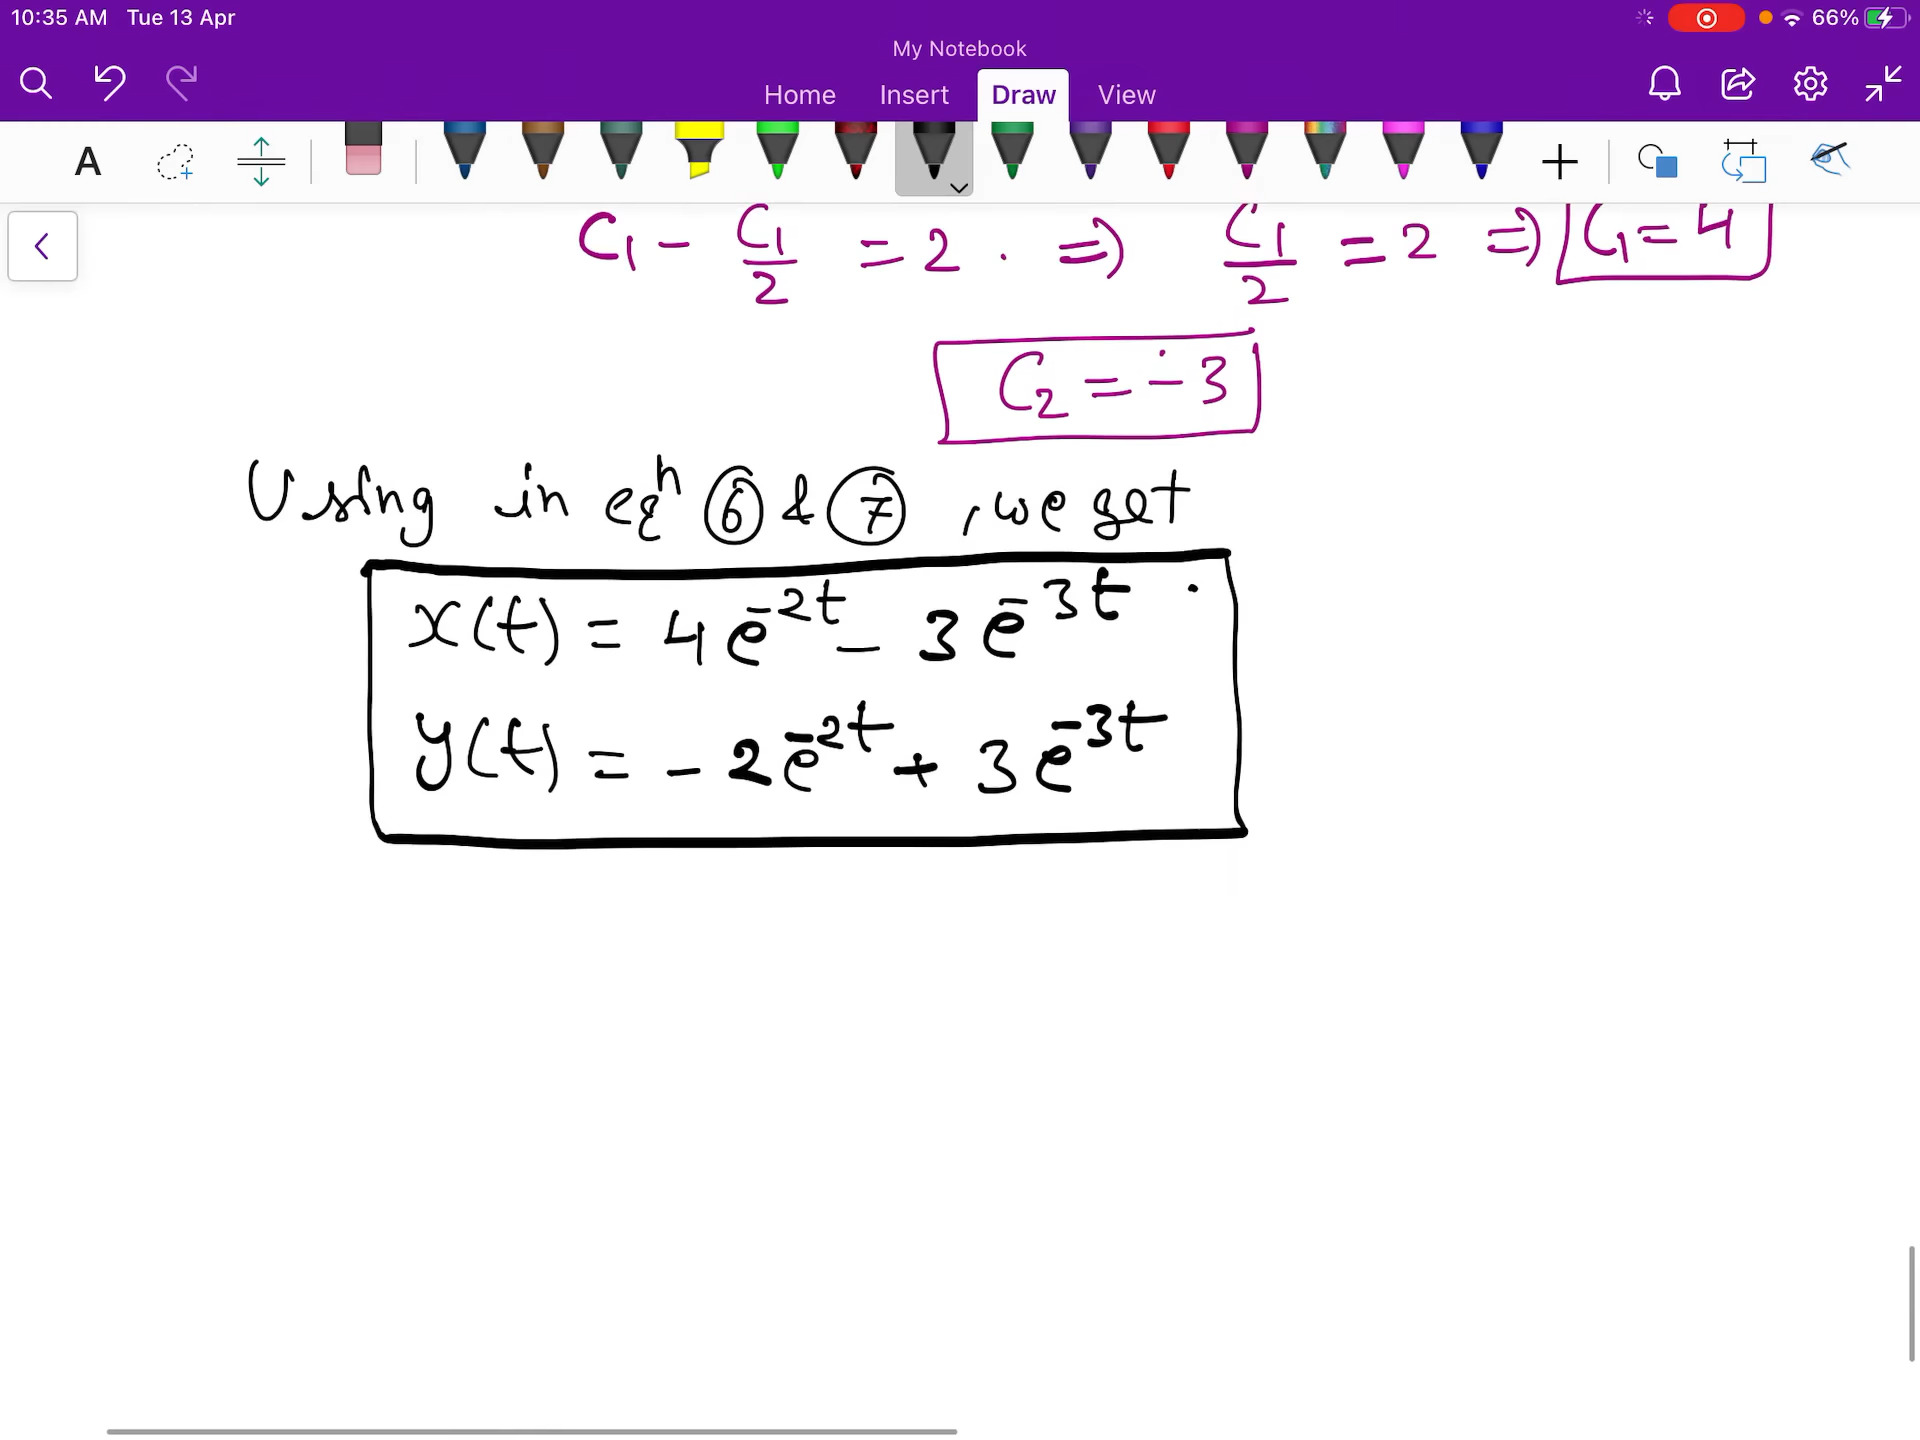 10:35 AM Tue 13 Apr
66%
My Notebook
Home Insert Draw View
A
C₁ - C₁/2 = 2 . => C₁/2 = 2 => C₁ = 4
C₂ = -3
Using in eqⁿ ⑥ & ⑦, we get
x(t) = 4e^{-2t} - 3e^{-3t} .
y(t) = -2e^{-2t} + 3e^{-3t}